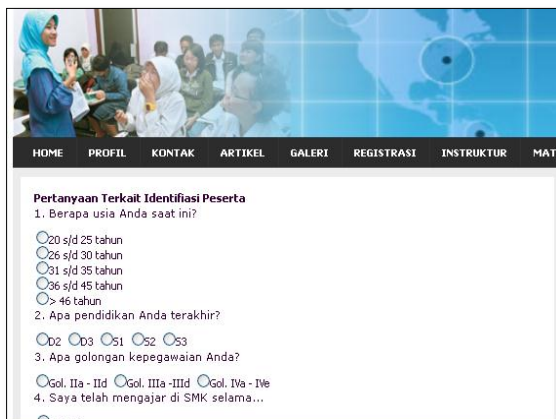 HOME PROFIL KONTAK ARTIKEL GALERI REGISTRASI INSTRUKTUR MAT
Pertanyaan Terkait Identifiasi Peserta
1. Berapa usia Anda saat ini?
20 s/d 25 tahun
26 s/d 30 tahun
31 s/d 35 tahun
36 s/d 45 tahun
> 46 tahun
2. Apa pendidikan Anda terakhir?
D2 D3 S1 S2 S3
3. Apa golongan kepegawaian Anda?
Gol. IIa - IId Gol. IIIa -IIId Gol. IVa - IVe
4. Saya telah mengajar di SMK selama...